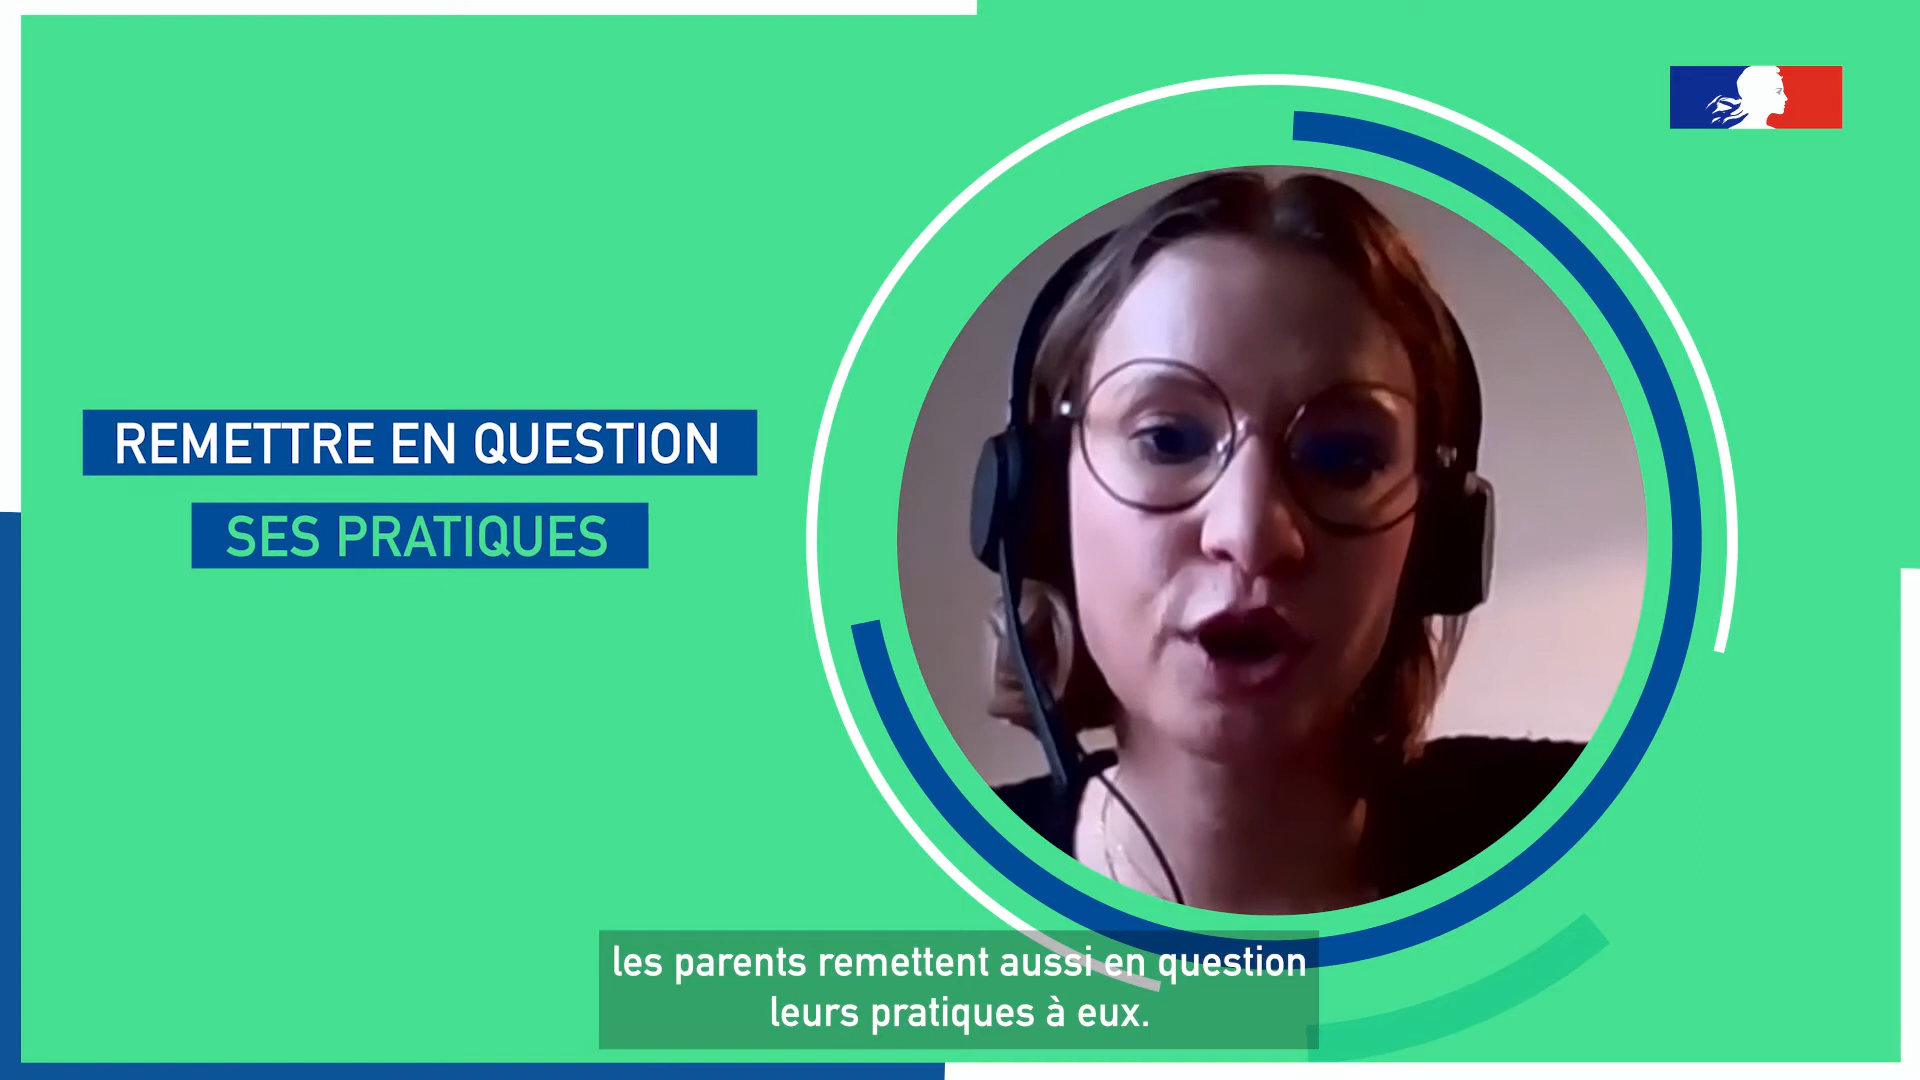 REMETTRE EN QUESTION
SES PRATIQUES
les parents remettent aussi en question
leurs pratiques à eux.